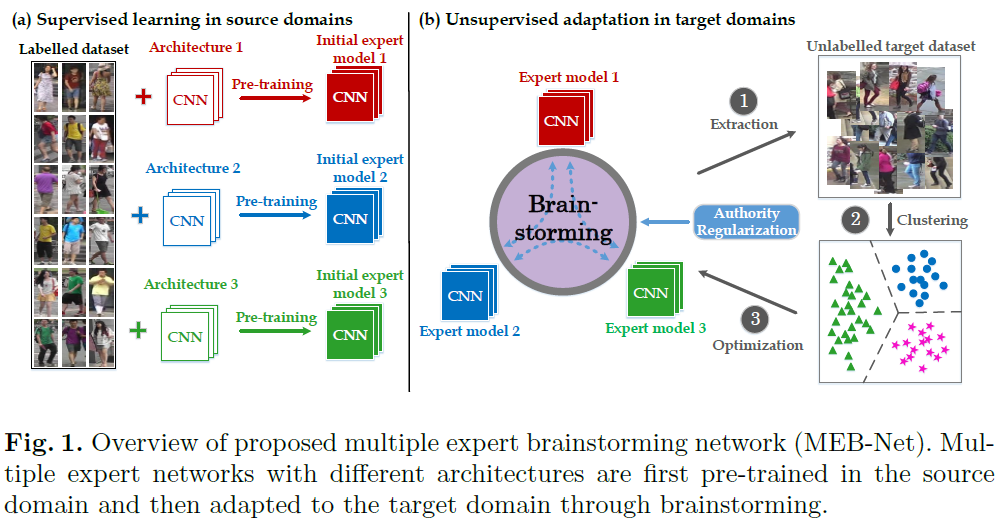 (a) Supervised learning in source domains
Labelled dataset
Architecture 1
CNN
Pre-training
Initial expert
model 1
CNN
Architecture 2
CNN
Pre-training
Initial expert
model 2
CNN
Architecture 3
CNN
Pre-training
Initial expert
model 3
CNN
(b) Unsupervised adaptation in target domains
Expert model 1
CNN
Brain-
storming
CNN
Expert model 2
CNN
Expert model 3
Authority
Regularization
1
Extraction
Unlabelled target dataset
2
Clustering
3
Optimization
Fig. 1. Overview of proposed multiple expert brainstorming network (MEB-Net). Mul-
tiple expert networks with different architectures are first pre-trained in the source
domain and then adapted to the target domain through brainstorming.